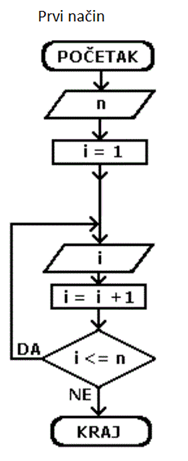 Prvi način
POČETAK
n
i = 1
i
i = i +1
i <= n
DA
NE
KRAJ